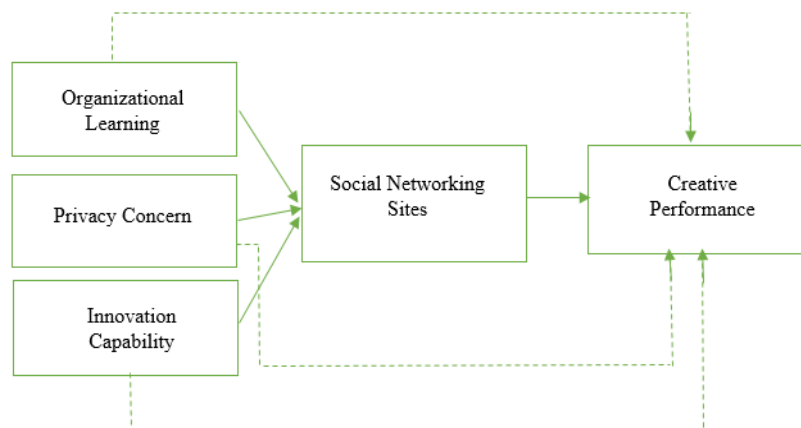 Organizational
Learning
Privacy Concern
Innovation
Capability
Social Networking
Sites
Creative
Performance